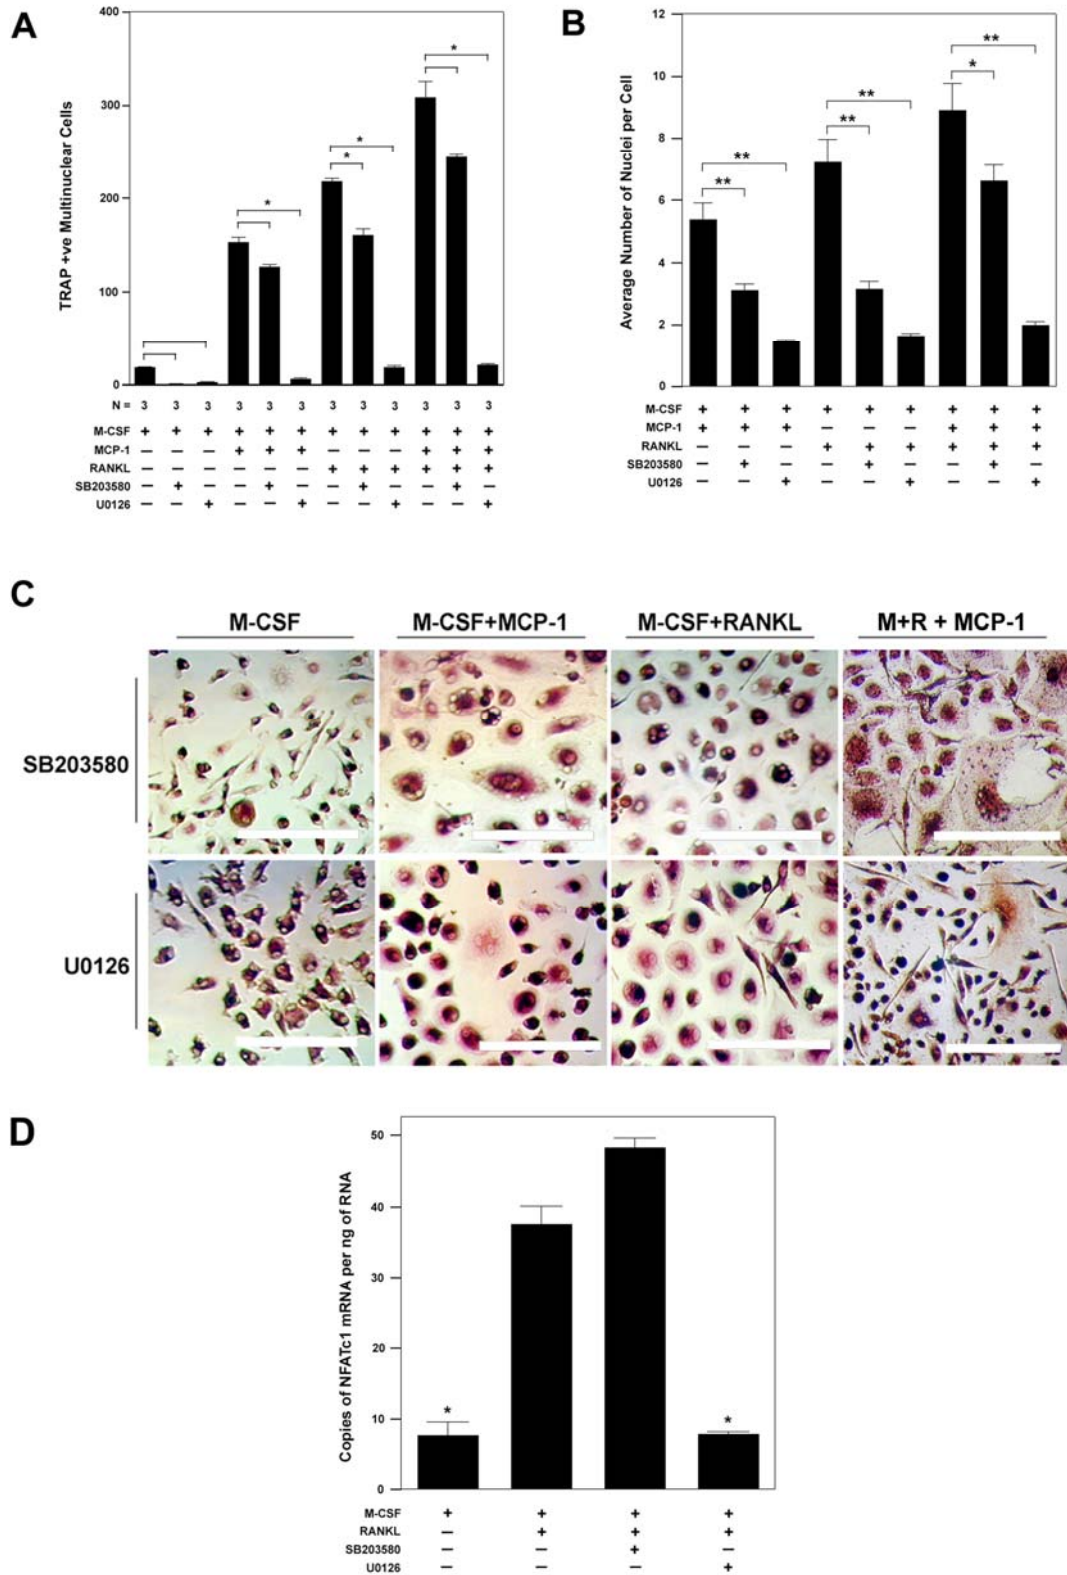 A
TRAP +ve Multinuclear Cells
400
300
200
100
0
* * * * *
N = 3 3 3 3 3 3 3 3 3 3 3 3
M-CSF + + + + + + + + + + + +
MCP-1 − − − + + + − − − + + +
RANKL − − − − − − + + + + + +
SB203580 − + − − + − − + − − + −
U0126 − − + − − + − − + − − +
B
Average Number of Nuclei per Cell
12
10
8
6
4
2
0
** ** ** ** * **
M-CSF + + + + + + + + +
MCP-1 + + + − − − + + +
RANKL − − − + + + + + +
SB203580 − + − − + − − + −
U0126 − − + − − + − − +
C
M-CSF M-CSF+MCP-1 M-CSF+RANKL M+R + MCP-1
SB203580
U0126
D
Copies of NFATc1 mRNA per ng of RNA
50
40
30
20
10
0
* *
M-CSF + + + +
RANKL − + + +
SB203580 − − + −
U0126 − − − +